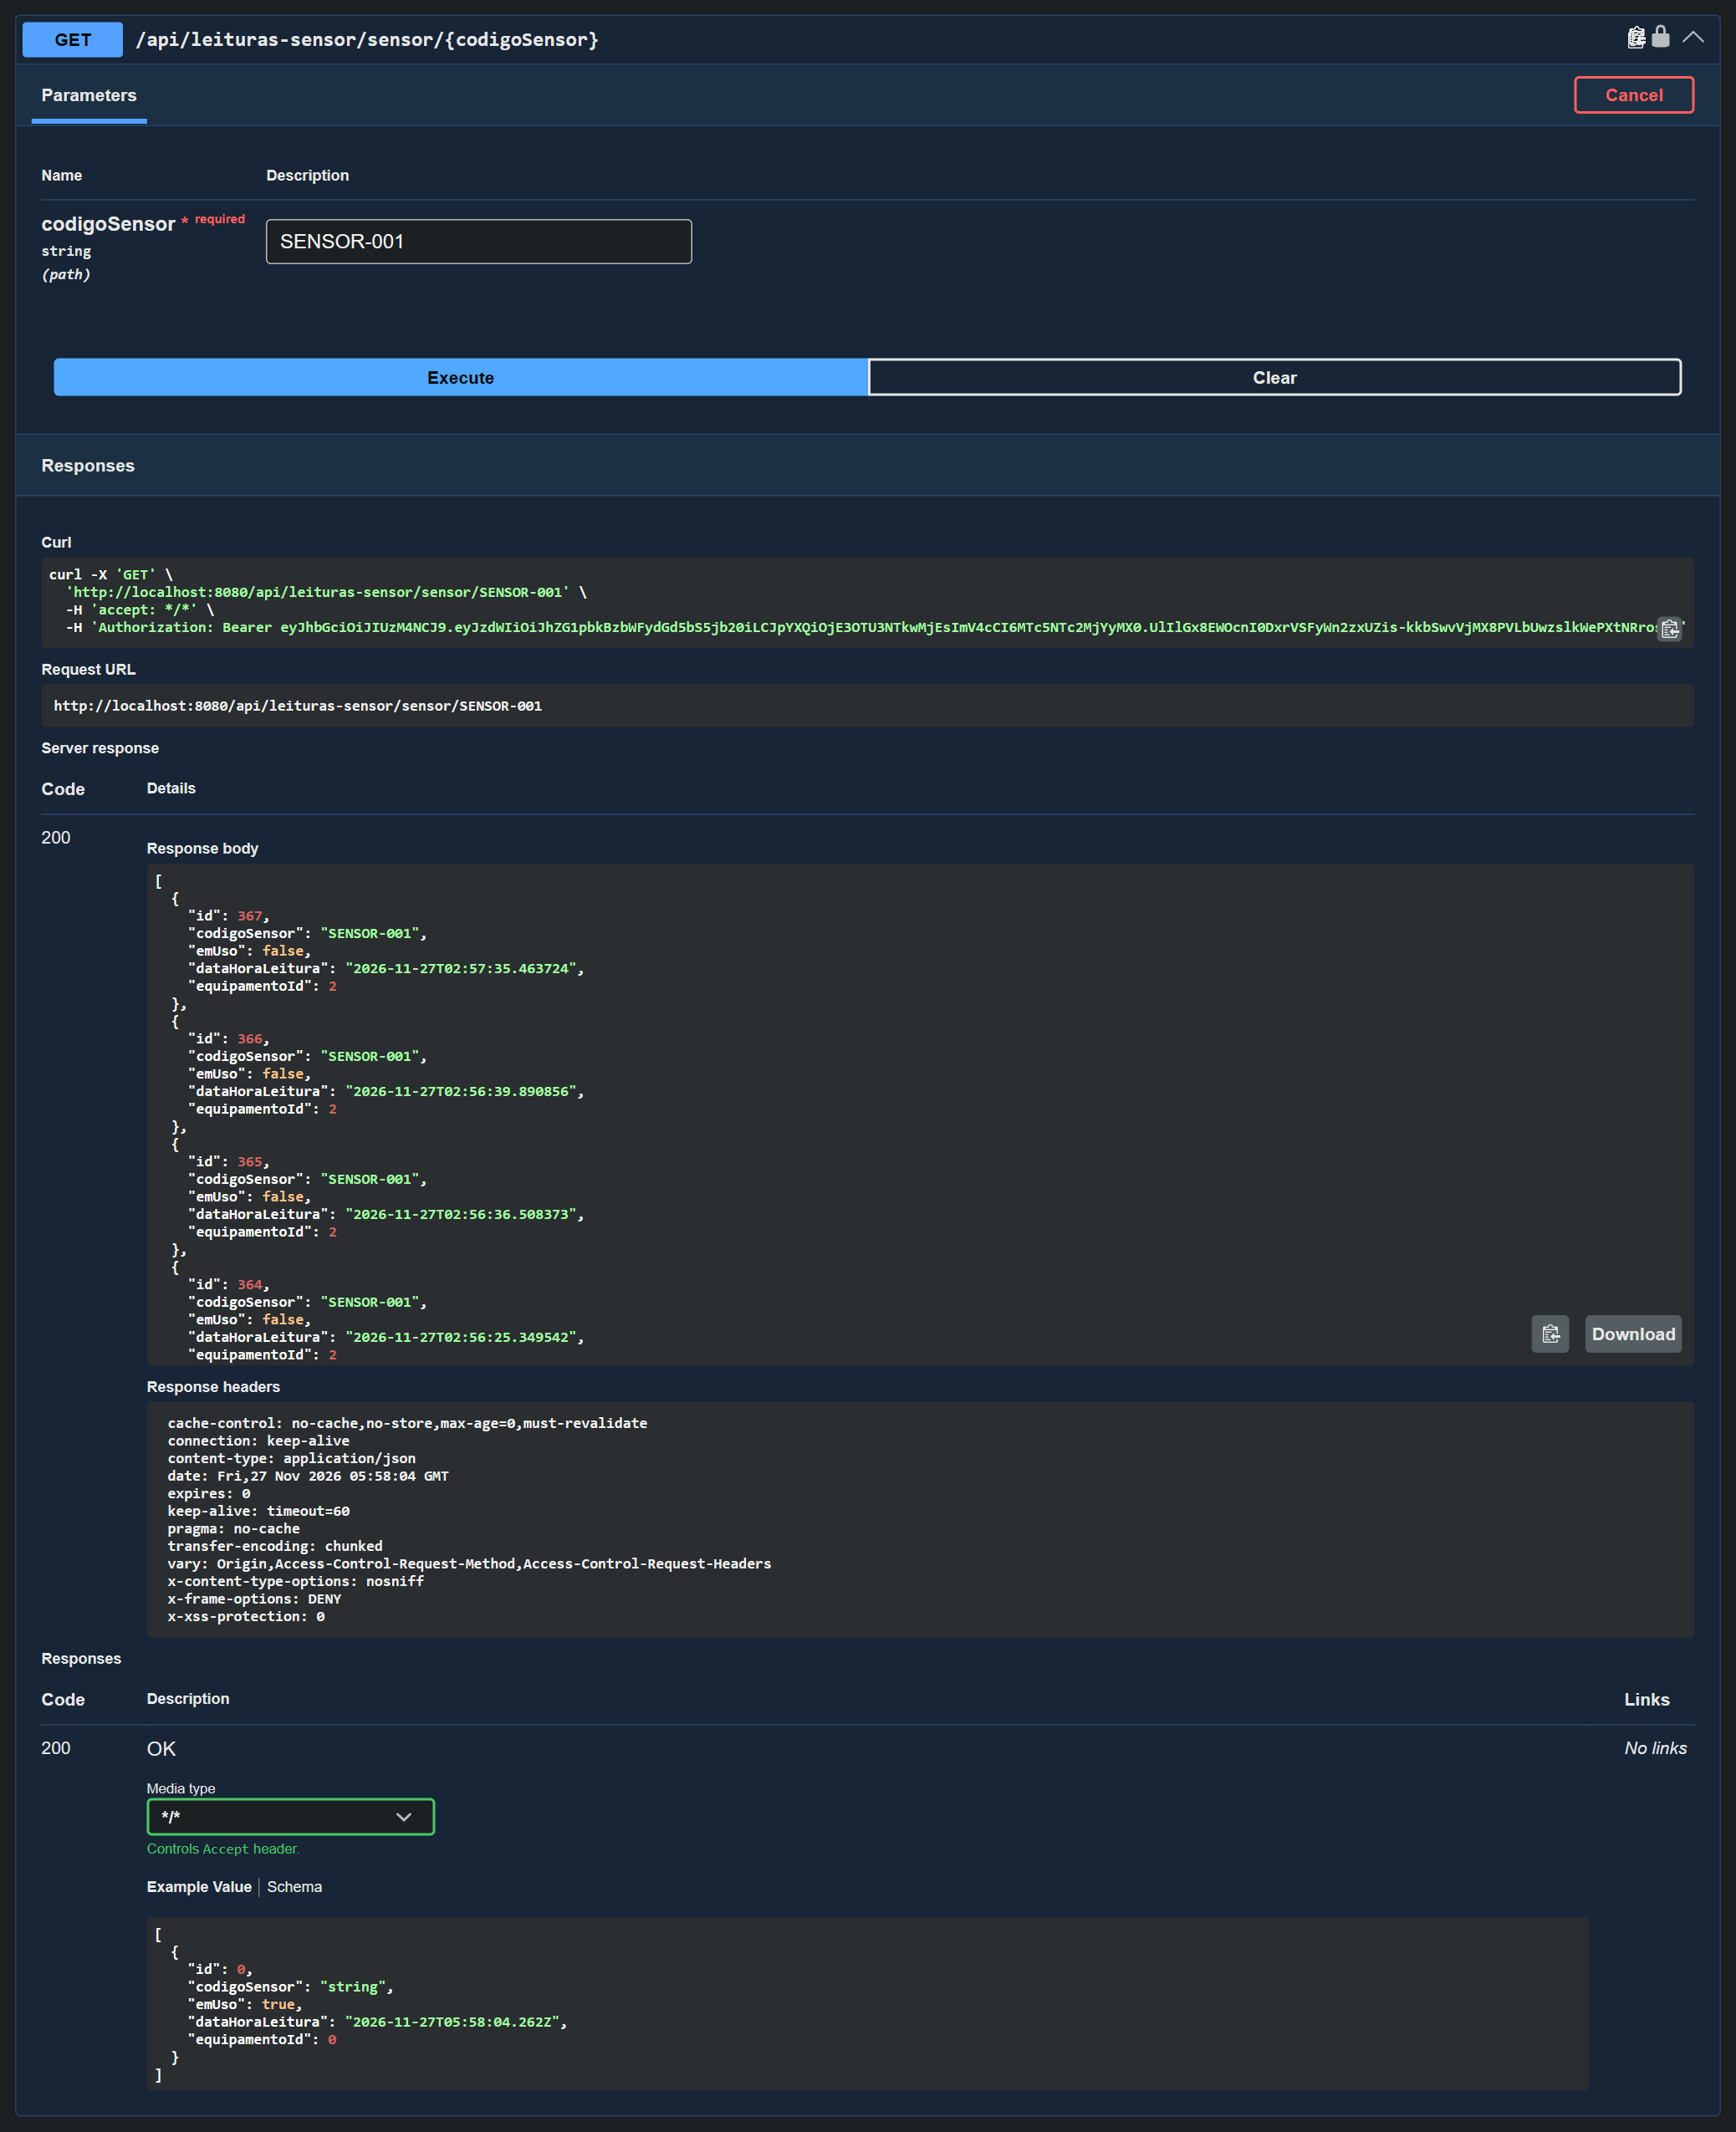 GET /api/leituras-sensor/sensor/{codigoSensor}
Parameters
Cancel
Name Description
codigoSensor * required
string
(path)
SENSOR-001
Execute
Clear
Responses
Curl
curl -X 'GET' \
  'http://localhost:8080/api/leituras-sensor/sensor/SENSOR-001' \
  -H 'accept: */*' \
  -H 'Authorization: Bearer
Request URL
http://localhost:8080/api/leituras-sensor/sensor/SENSOR-001
Server response
Code Details
200
Response body
[
  {
    "id": 367,
    "codigoSensor": "SENSOR-001",
    "emUso": false,
    "dataHoraLeitura": "2026-11-27T02:57:35.463724",
    "equipamentoId": 2
  },
  {
    "id": 366,
    "codigoSensor": "SENSOR-001",
    "emUso": false,
    "dataHoraLeitura": "2026-11-27T02:56:39.890856",
    "equipamentoId": 2
  },
  {
    "id": 365,
    "codigoSensor": "SENSOR-001",
    "emUso": false,
    "dataHoraLeitura": "2026-11-27T02:56:36.508373",
    "equipamentoId": 2
  },
  {
    "id": 364,
    "codigoSensor": "SENSOR-001",
    "emUso": false,
    "dataHoraLeitura": "2026-11-27T02:56:25.349542",
    "equipamentoId": 2
Download
Response headers
cache-control: no-cache,no-store,max-age=0,must-revalidate
connection: keep-alive
content-type: application/json
date: Fri,27 Nov 2026 05:58:04 GMT
expires: 0
keep-alive: timeout=60
pragma: no-cache
transfer-encoding: chunked
vary: Origin,Access-Control-Request-Method,Access-Control-Request-Headers
x-content-type-options: nosniff
x-frame-options: DENY
x-xss-protection: 0
Responses
Code Description Links
200 OK No links
Media type
*/*
Controls Accept header.
Example Value Schema
[
  {
    "id": 0,
    "codigoSensor": "string",
    "emUso": true,
    "dataHoraLeitura": "2026-11-27T05:58:04.262Z",
    "equipamentoId": 0
  }
]